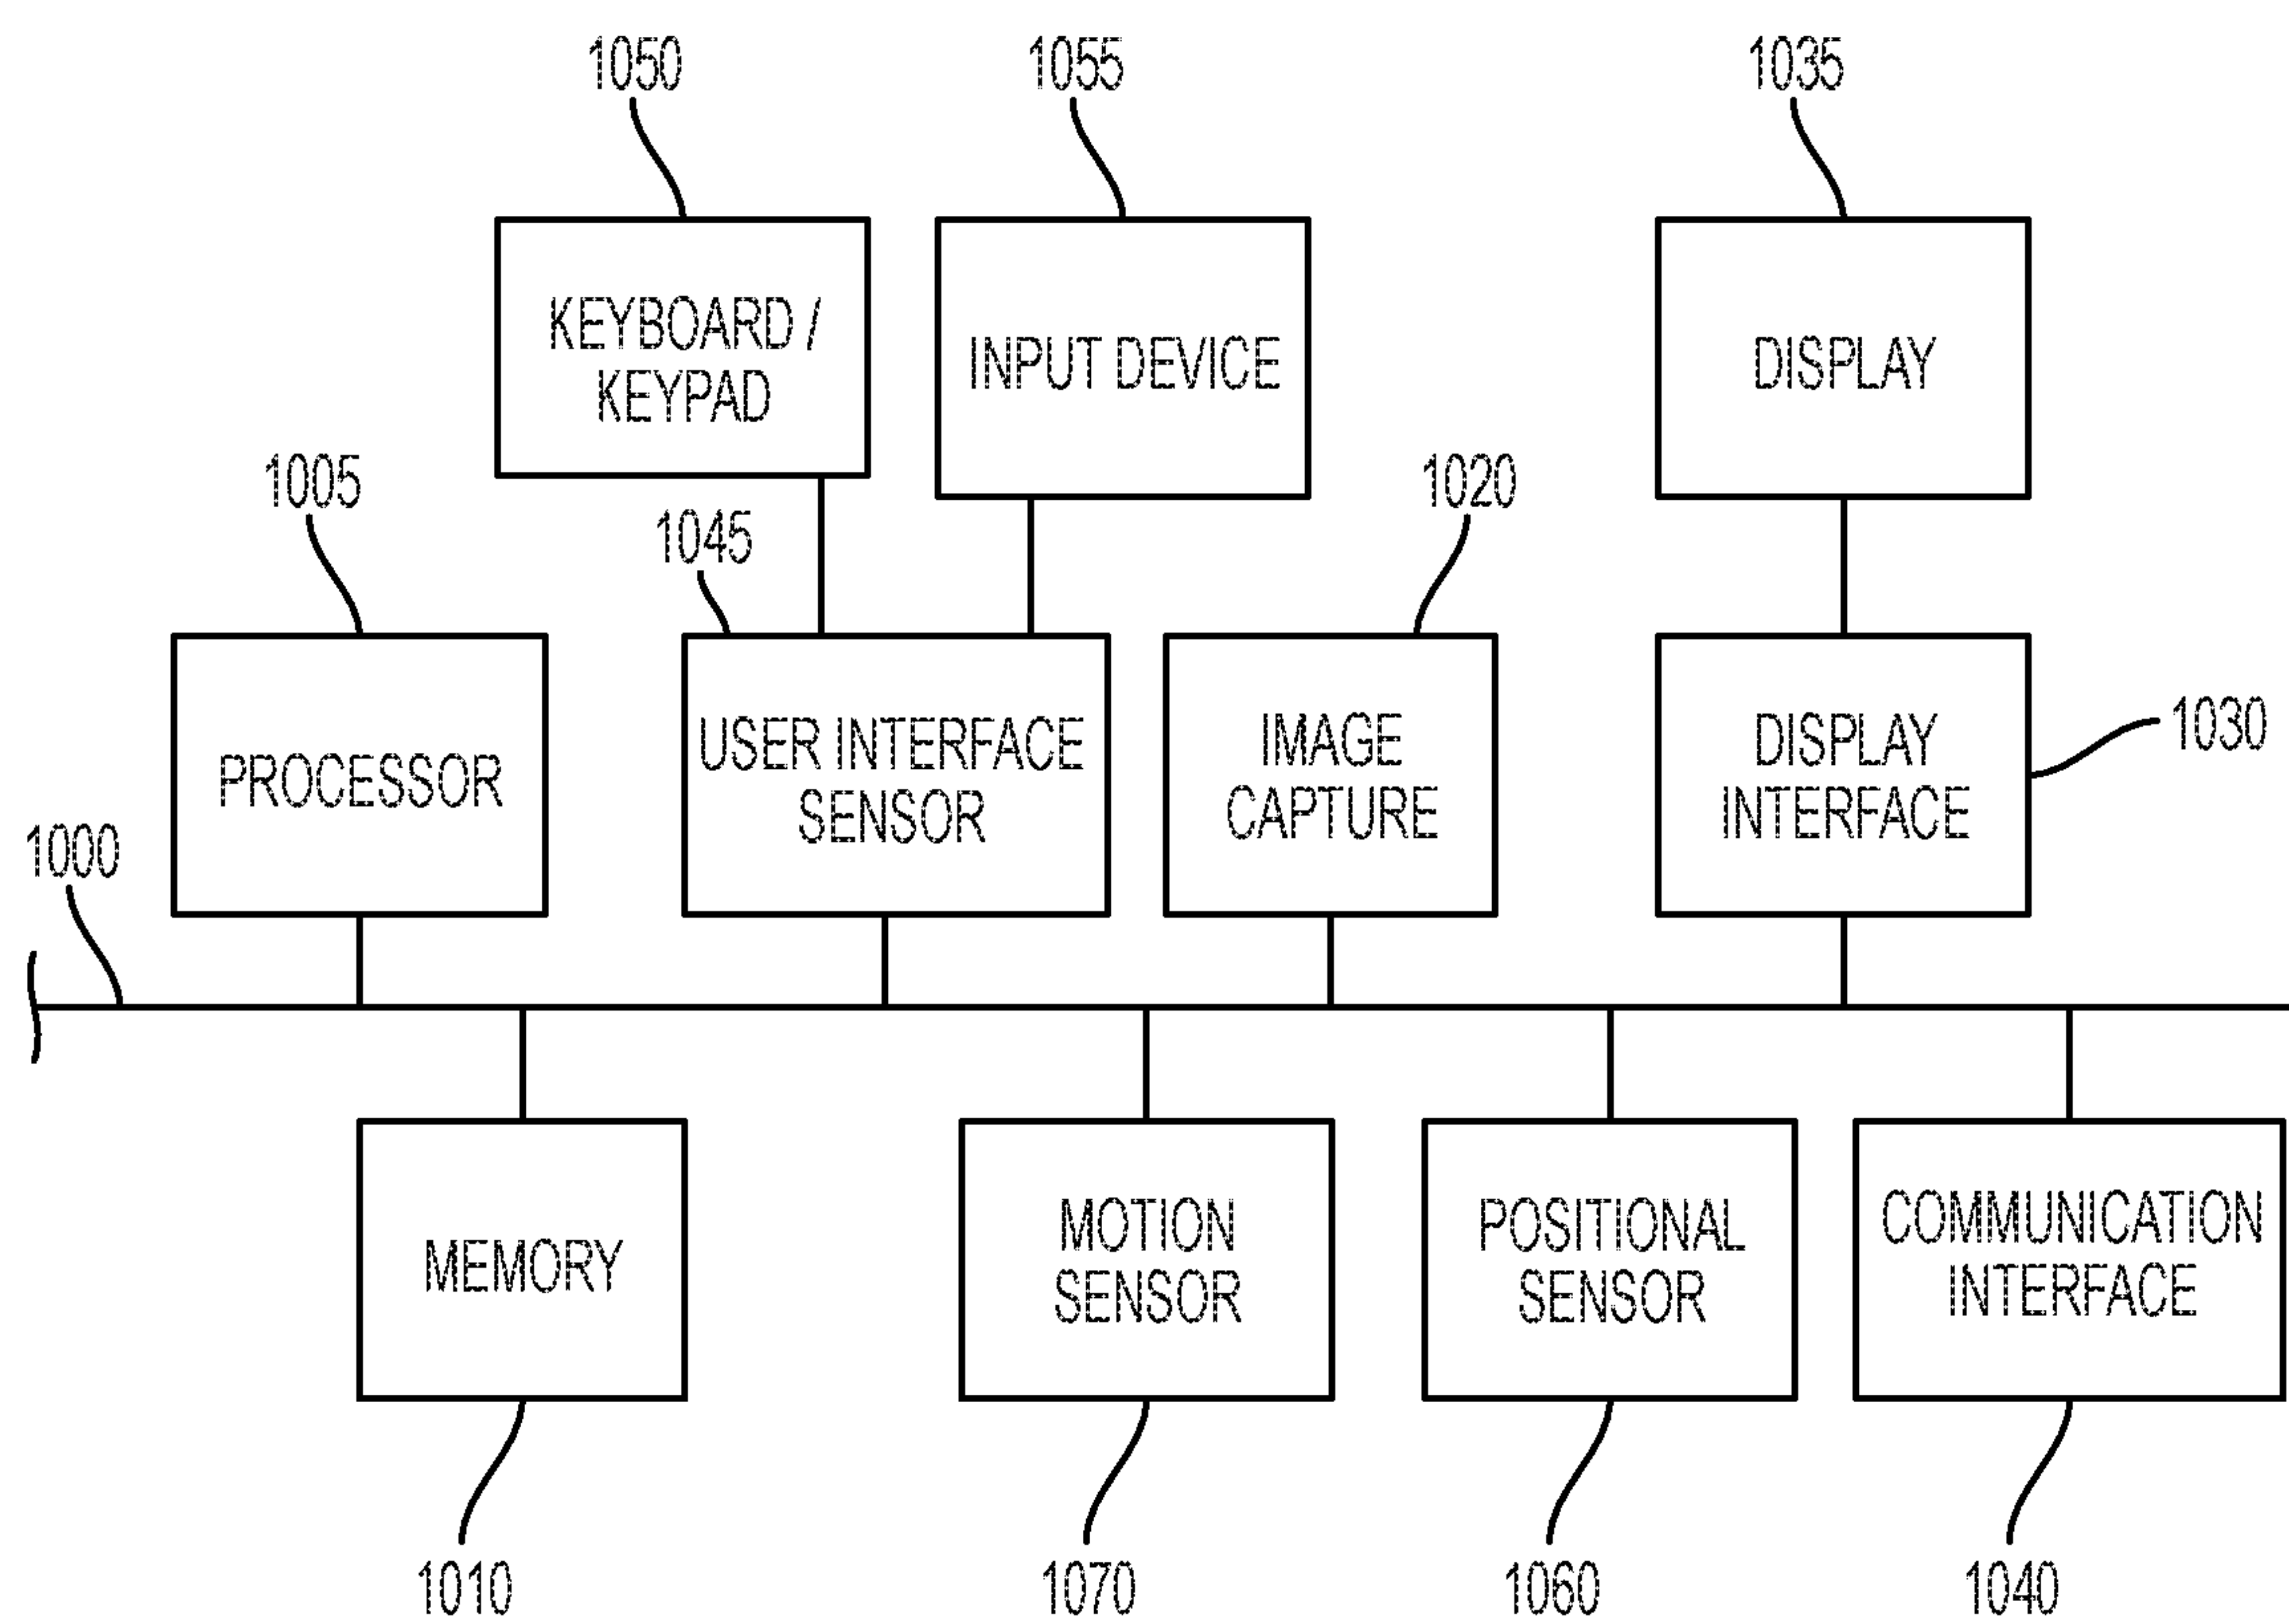 1050
1055
1035
KEYBOARD /
KEYPAD
INPUT DEVICE
DISPLAY
1005
1045
1020
PROCESSOR
USER INTERFACE
SENSOR
IMAGE
CAPTURE
DISPLAY
INTERFACE
1030
1000
MEMORY
MOTION
SENSOR
POSITIONAL
SENSOR
COMMUNICATION
INTERFACE
1010
1070
1060
1040